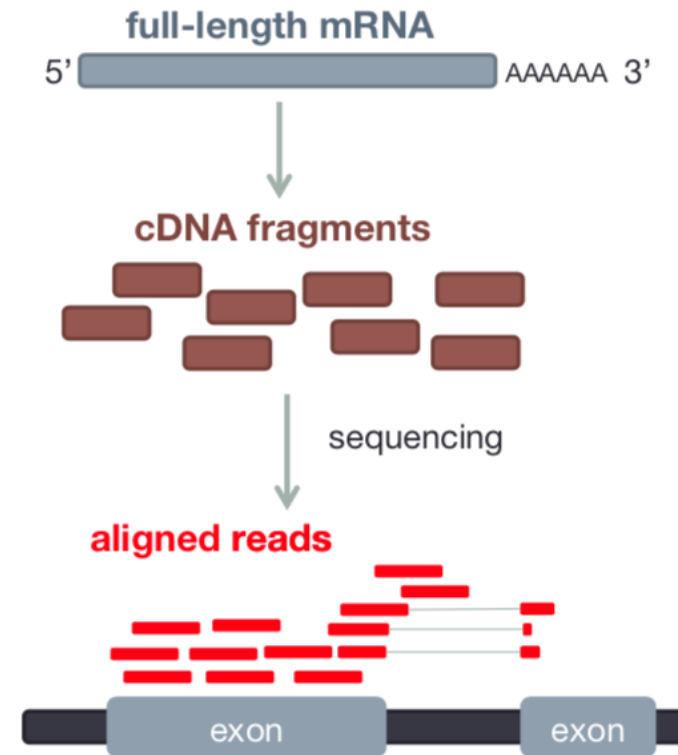 full-length mRNA
5’ AAAAAA 3’
cDNA fragments
sequencing
aligned reads
exon exon